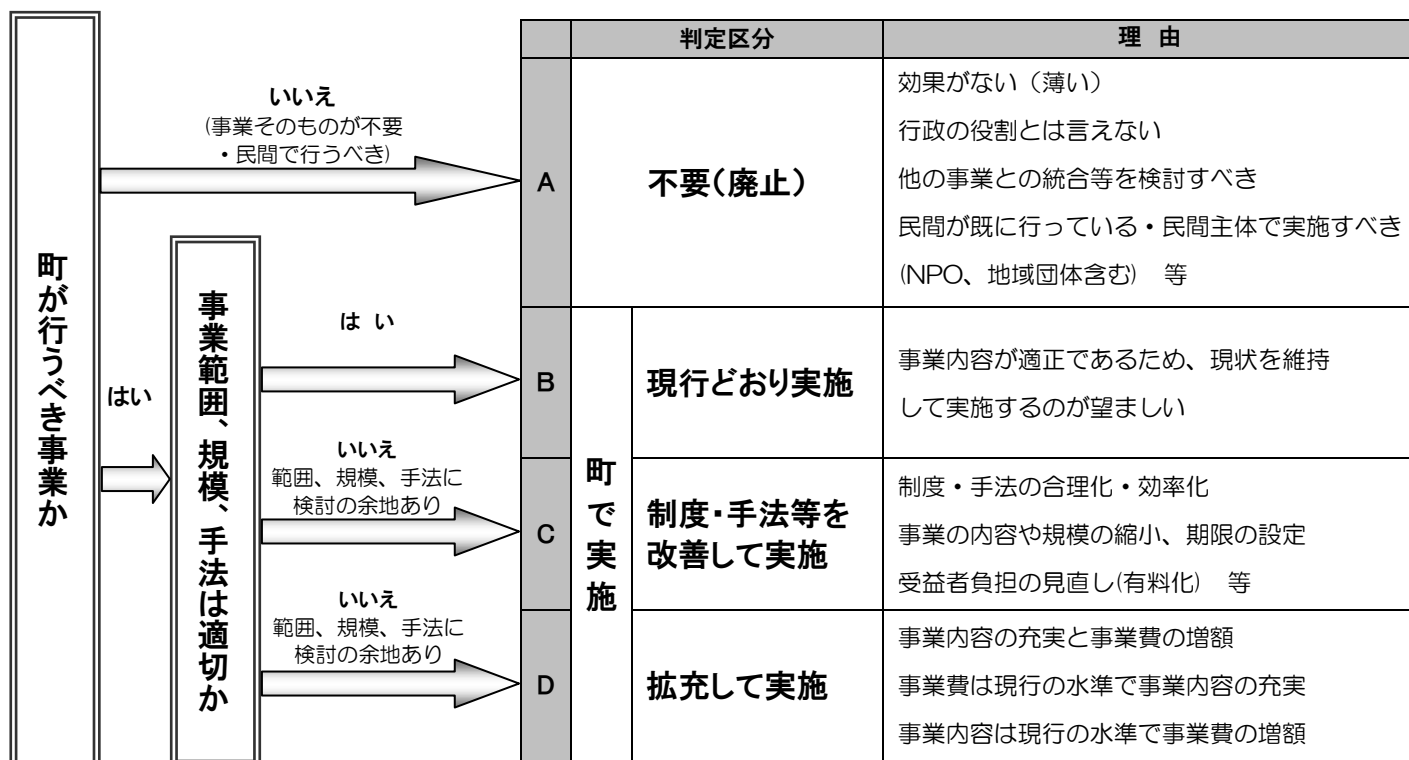 町が行うべき事業か
いいえ
(事業そのものが不要
・民間で行うべき)
はい
事業範囲、規模、手法は適切か
は い
いいえ
範囲、規模、手法に
検討の余地あり
いいえ
範囲、規模、手法に
検討の余地あり
判定区分
理 由
A
不要(廃止)
効果がない（薄い）
行政の役割とは言えない
他の事業との統合等を検討すべき
民間が既に行っている・民間主体で実施すべき
(NPO、地域団体含む)　等
町で実施
B
現行どおり実施
事業内容が適正であるため、現状を維持
して実施するのが望ましい
C
制度・手法等を
改善して実施
制度・手法の合理化・効率化
事業の内容や規模の縮小、期限の設定
受益者負担の見直し(有料化)　等
D
拡充して実施
事業内容の充実と事業費の増額
事業費は現行の水準で事業内容の充実
事業内容は現行の水準で事業費の増額